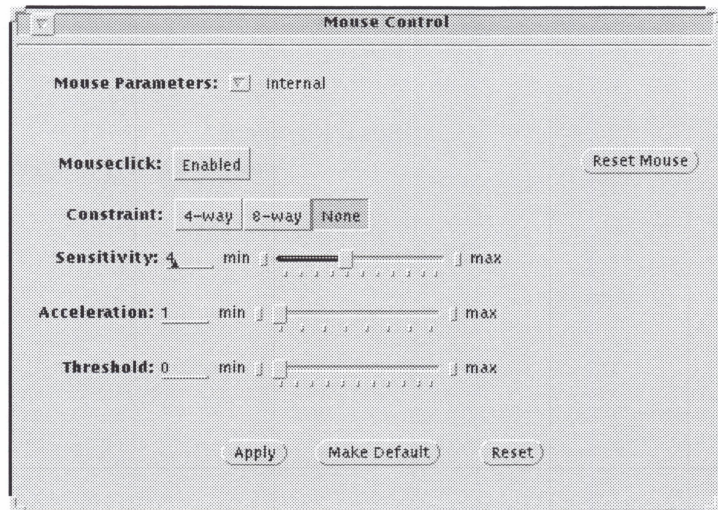 Mouse Control
Mouse Parameters: Internal
Mouseclick: Enabled Reset Mouse
Constraint: 4-way 8-way None
Sensitivity: 4 min max
Acceleration: 1 min max
Threshold: 0 min max
Apply Make Default Reset